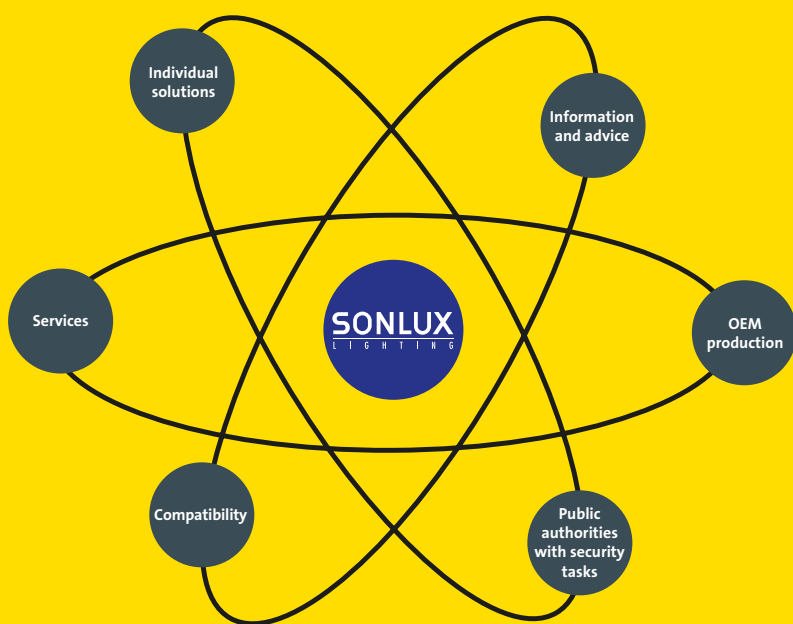 Individual
solutions
Information
and advice
Services
SONLUX
LIGHTING
OEM
production
Compatibility
Public
authorities
with security
tasks